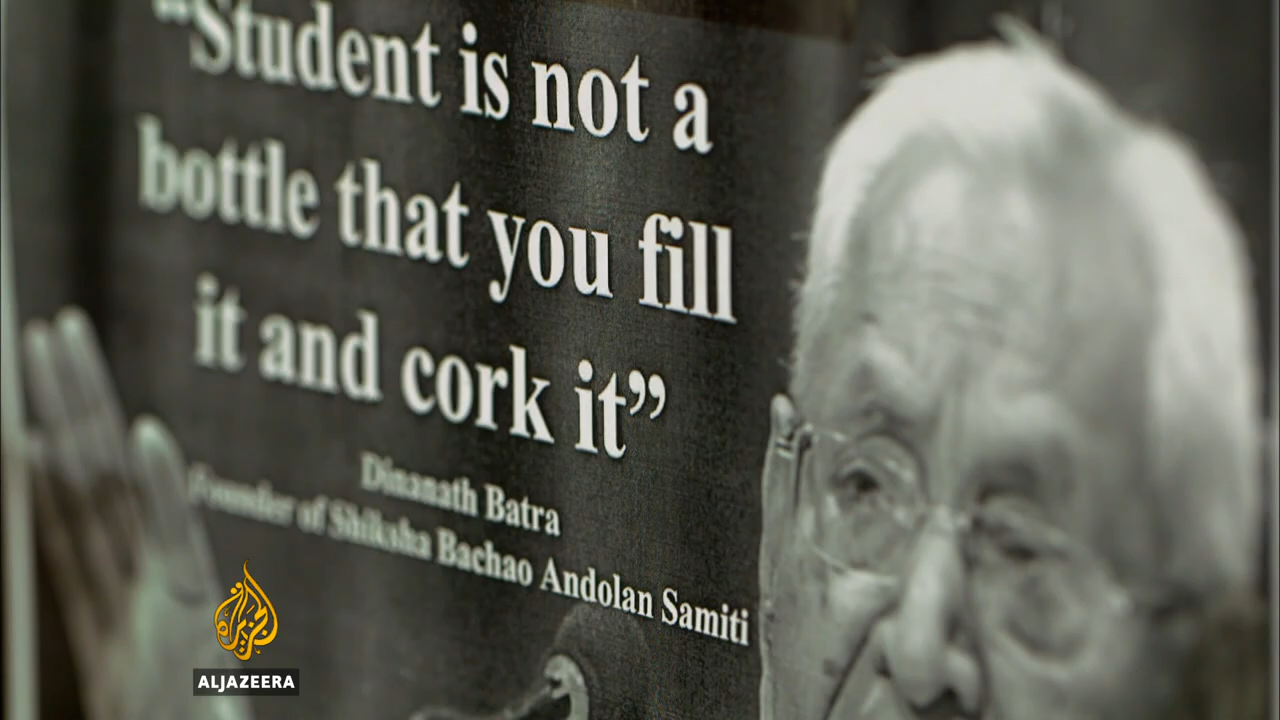 “Student is not a
bottle that you fill
it and cork it”
Dinanath Batra
Founder of Shiksha Bachao Andolan Samiti
الجزيرة
ALJAZEERA